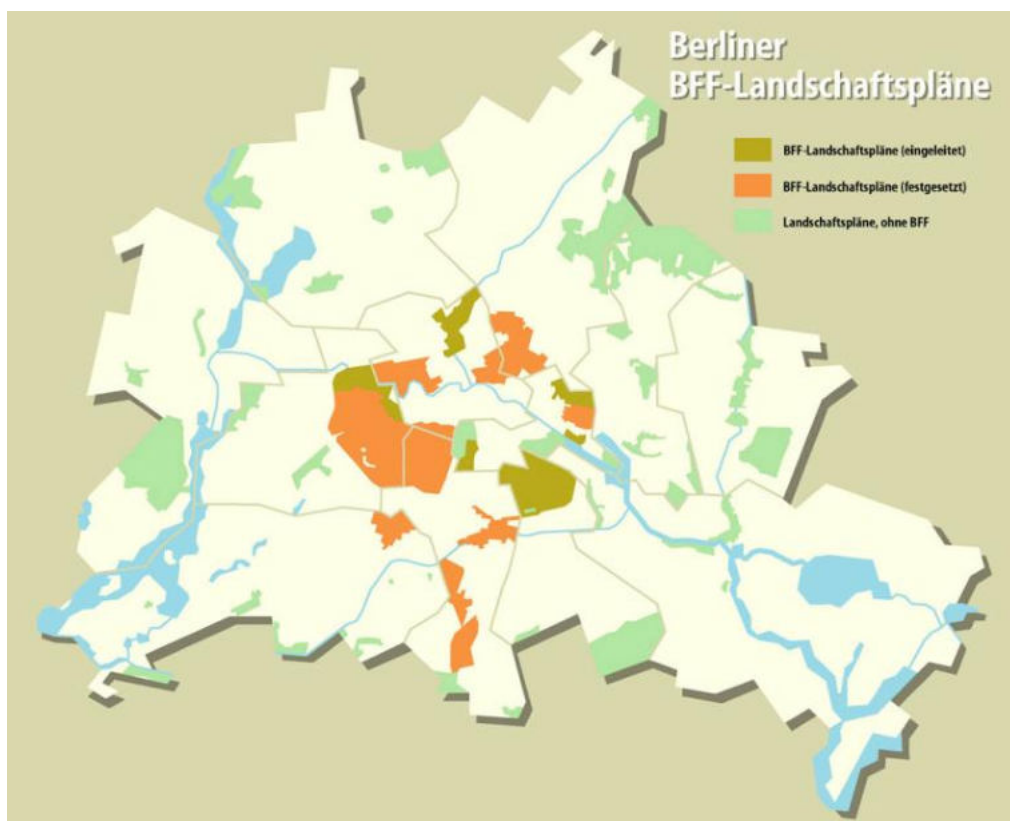 Berliner
BFF-Landschaftspläne
BFF-Landschaftspläne (eingeleitet)
BFF-Landschaftspläne (festgesetzt)
Landschaftspläne, ohne BFF